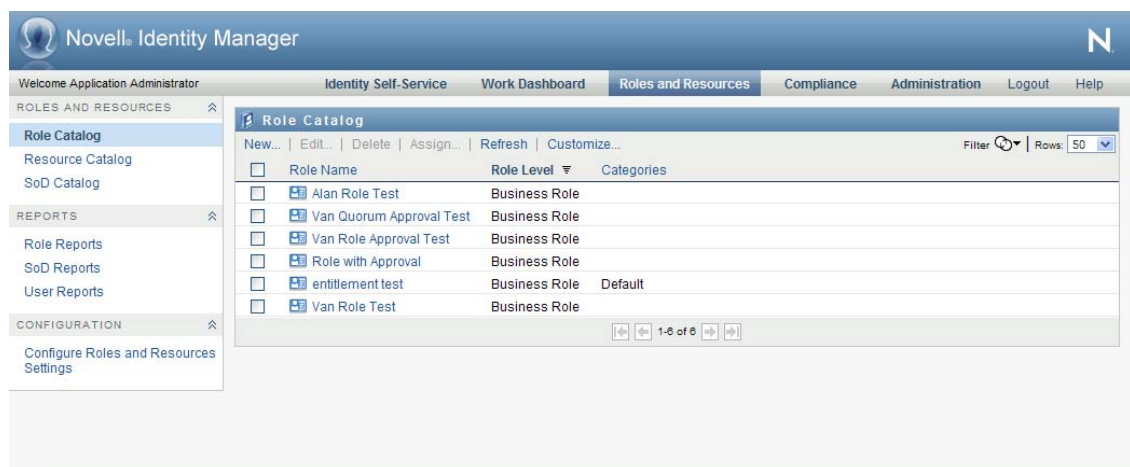 Novell® Identity Manager
N
Welcome Application Administrator
Identity Self-Service Work Dashboard Roles and Resources Compliance Administration Logout Help
ROLES AND RESOURCES
Role Catalog
Resource Catalog
SoD Catalog
REPORTS
Role Reports
SoD Reports
User Reports
CONFIGURATION
Configure Roles and Resources
Settings
Role Catalog
New... | Edit... | Delete | Assign... | Refresh | Customize...
Filter | Rows: 50
Role Name Role Level Categories
Alan Role Test Business Role
Van Quorum Approval Test Business Role
Van Role Approval Test Business Role
Role with Approval Business Role
entitlement test Business Role Default
Van Role Test Business Role
1-6 of 6